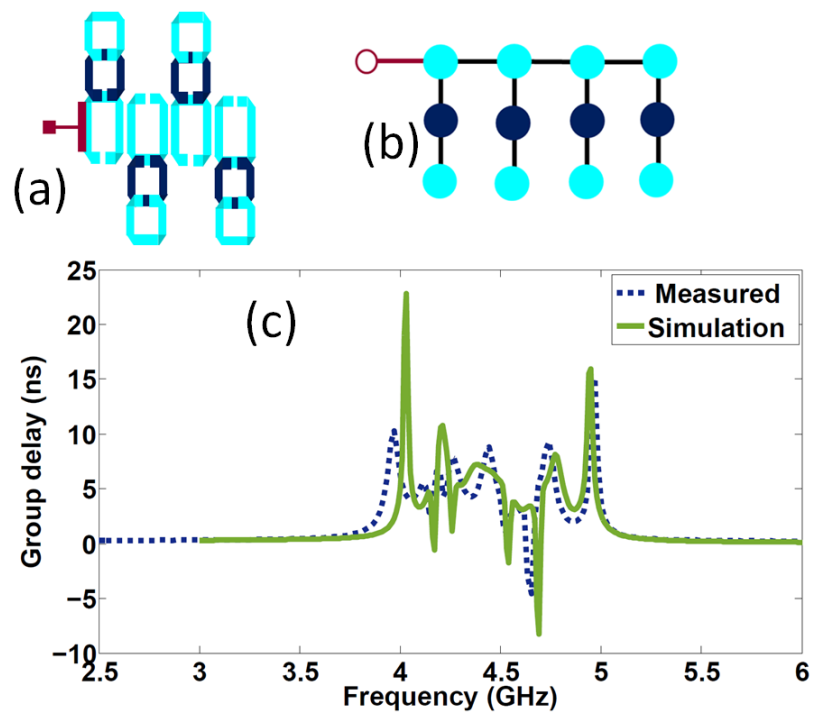 (a)
(b)
(c)
Measured
Simulation
Group delay (ns)
25
20
15
10
5
0
−5
−10
2.5 3 3.5 4 4.5 5 5.5 6
Frequency (GHz)